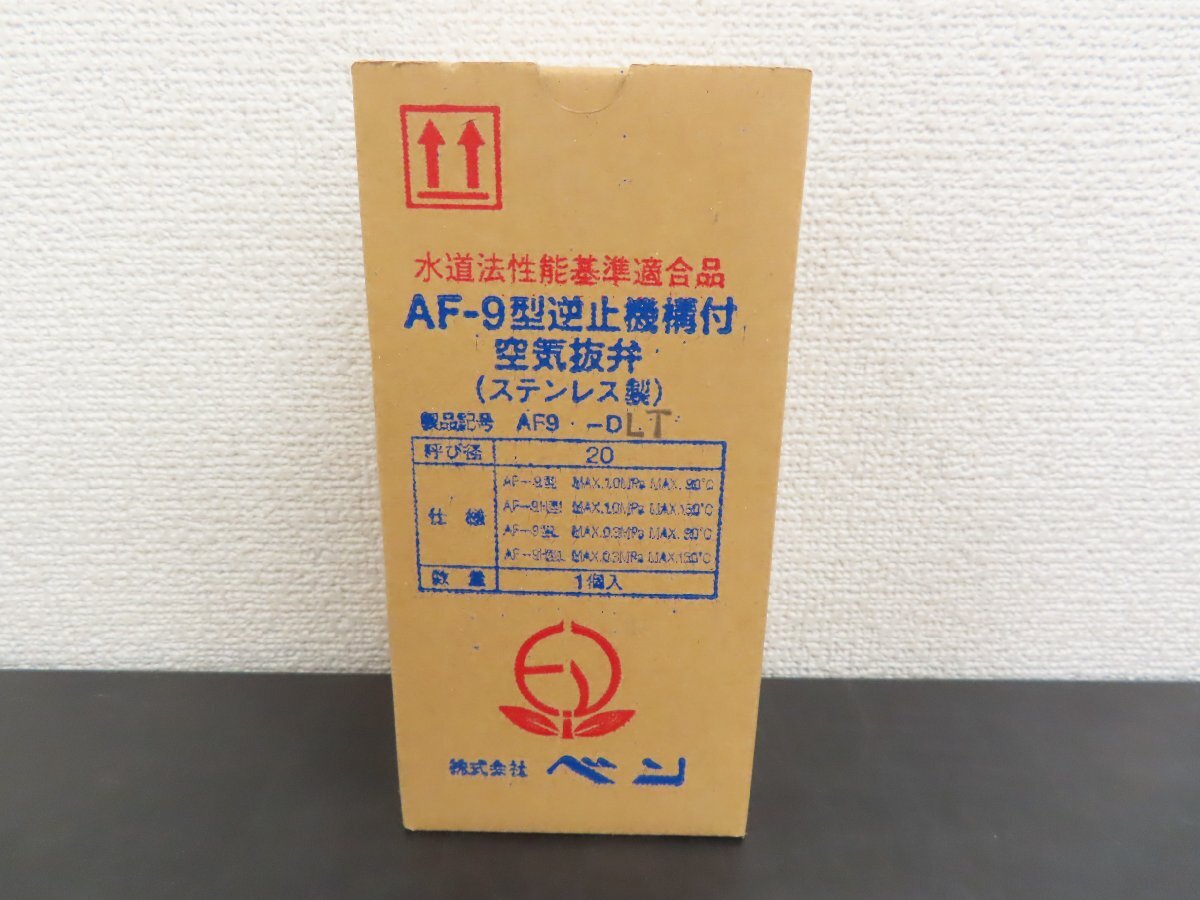 水道法性能基準適合品
AF-9型逆止機構付
空気抜弁
(ステンレス製)
製品記号 AF9 -DLT
呼び径 20
仕様
AF-9型 MAX.1.0MPa MAX.90℃
AF-9H型 MAX.1.0MPa MAX.150℃
AF-9型L MAX.0.3MPa MAX.90℃
AF-9H型L MAX.0.3MPa MAX.150℃
数量 1個入
株式会社 ベン